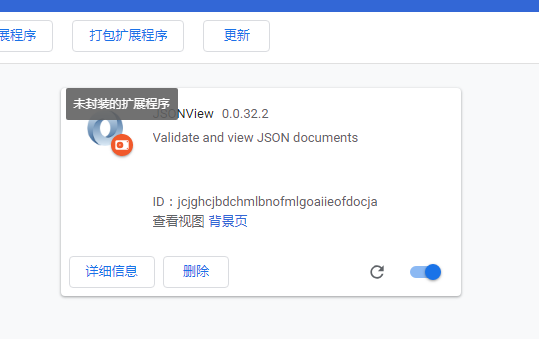 展程序
打包扩展程序
更新
未封装的扩展程序
JSONView 0.0.32.2
Validate and view JSON documents
ID：jcjghcjbdchmlbnofmlgoaiieofdocja
查看视图 背景页
详细信息
删除